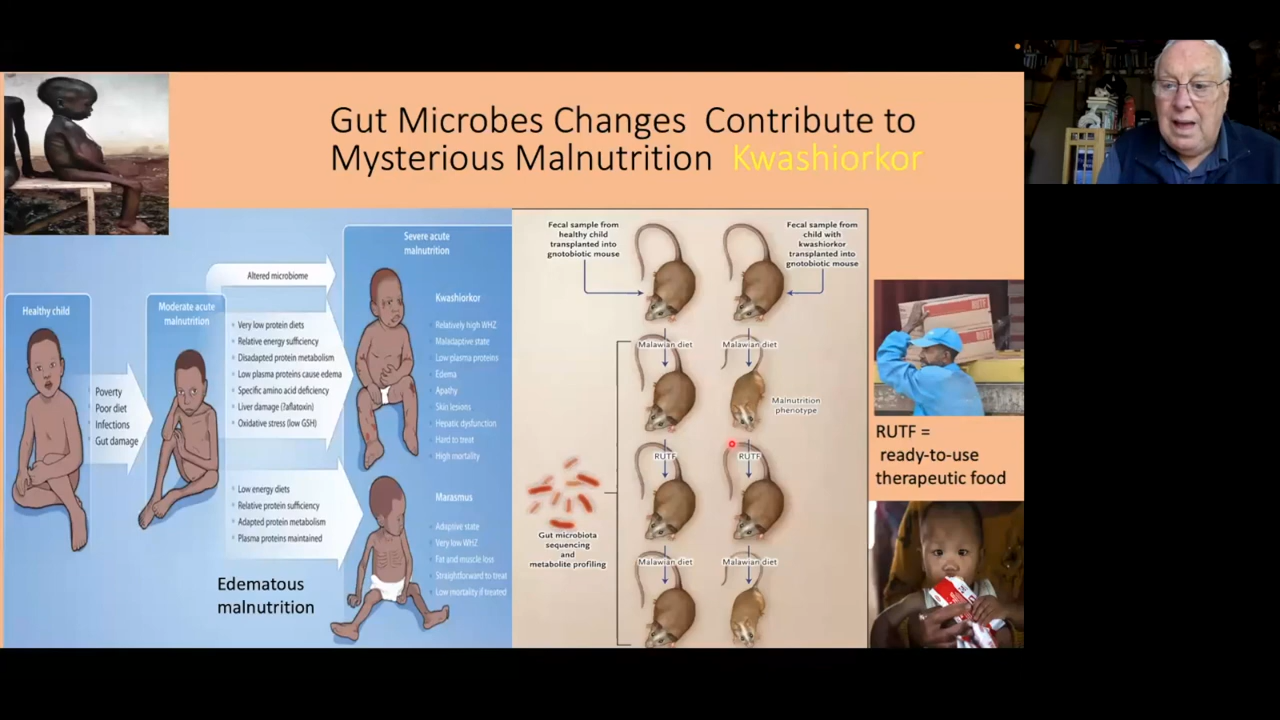 Gut Microbes Changes Contribute to
Mysterious Malnutrition Kwashiorkor
Healthy child
Poverty
Poor diet
Infections
Gut damage
Moderate acute
malnutrition
Altered microbiome
Very low protein diets
Relative energy sufficiency
Disadapted protein metabolism
Low plasma proteins cause edema
Specific amino acid deficiency
Liver damage (?aflatoxin)
Oxidative stress (low GSH)
Low energy diets
Relative protein sufficiency
Adapted protein metabolism
Plasma proteins maintained
Edematous
malnutrition
Severe acute
malnutrition
Kwashiorkor
Relatively high WHZ
Maladaptive state
Low plasma proteins
Edema
Apathy
Skin lesions
Hepatic dysfunction
Hard to treat
High mortality
Marasmus
Adaptive state
Very low WHZ
Fat and muscle loss
Straightforward to treat
Low mortality if treated
Fecal sample from
healthy child
transplanted into
gnotobiotic mouse
Fecal sample from
child with
kwashiorkor
transplanted into
gnotobiotic mouse
Malawian diet
Malawian diet
Malnutrition
phenotype
RUTF
RUTF
Gut microbiota
sequencing
and
metabolite profiling
Malawian diet
Malawian diet
RUTF
RUTF =
ready-to-use
therapeutic food